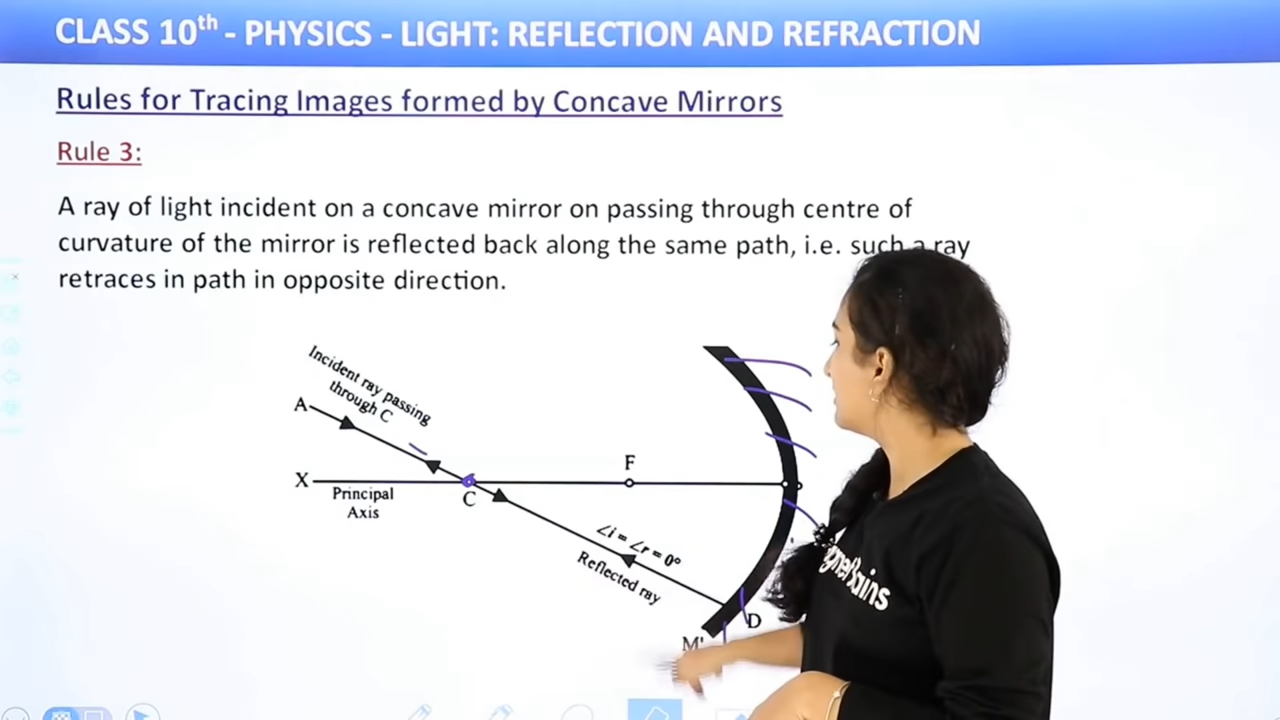 CLASS 10th - PHYSICS - LIGHT: REFLECTION AND REFRACTION
Rules for Tracing Images formed by Concave Mirrors
Rule 3:
A ray of light incident on a concave mirror on passing through centre of
curvature of the mirror is reflected back along the same path, i.e. such a ray
retraces in path in opposite direction.
Incident ray passing
through C
A
X
Principal
Axis
C
F
∠i = ∠r = 0°
Reflected ray
D
M'